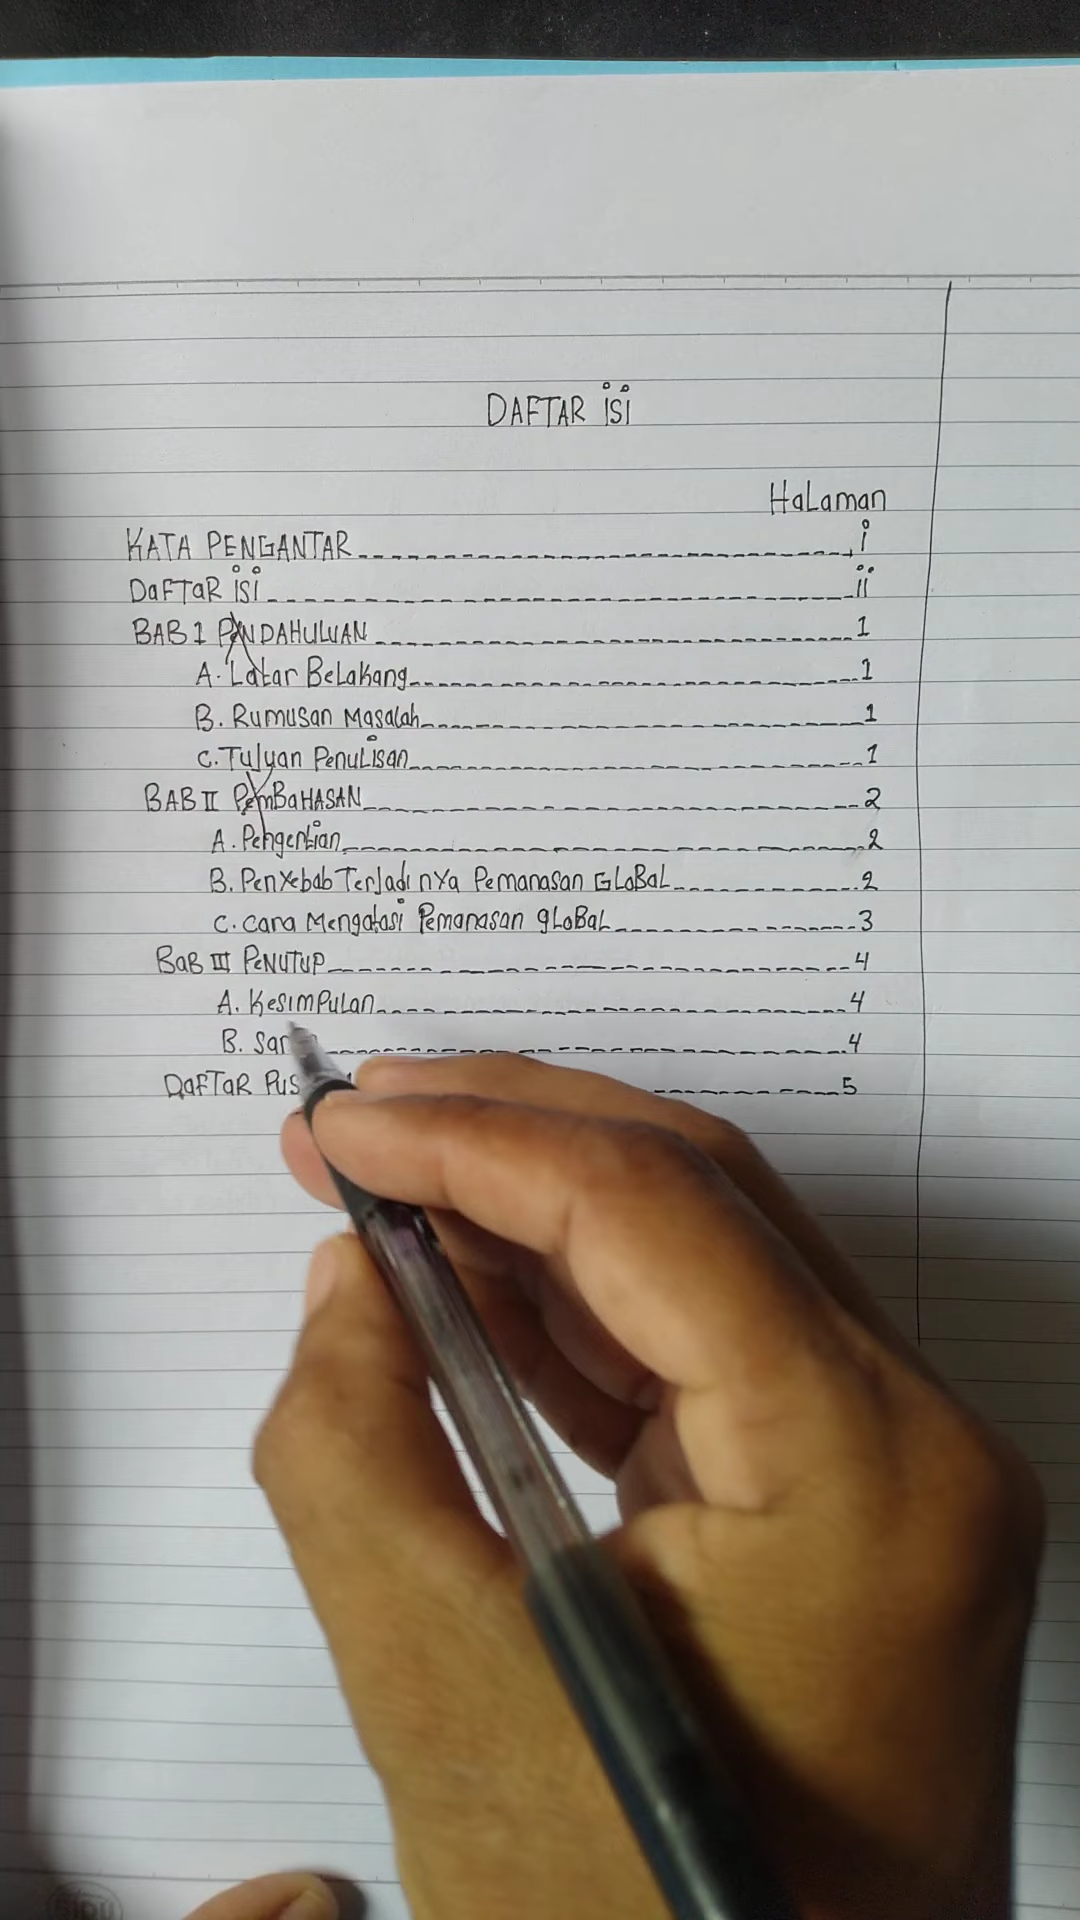 DAFTAR ISI
Halaman
KATA PENGANTAR i
DAFTAR ISI ii
BAB 1 PENDAHULUAN 1
A. Latar Belakang 1
B. Rumusan Masalah 1
C. Tujuan Penulisan 1
BAB II PEMBAHASAN 2
A. Pengertian 2
B. Penyebab Terjadinya Pemanasan Global 2
C. Cara Mengatasi Pemanasan Global 3
BAB III PENUTUP 4
A. Kesimpulan 4
B. 4
DAFTAR 5